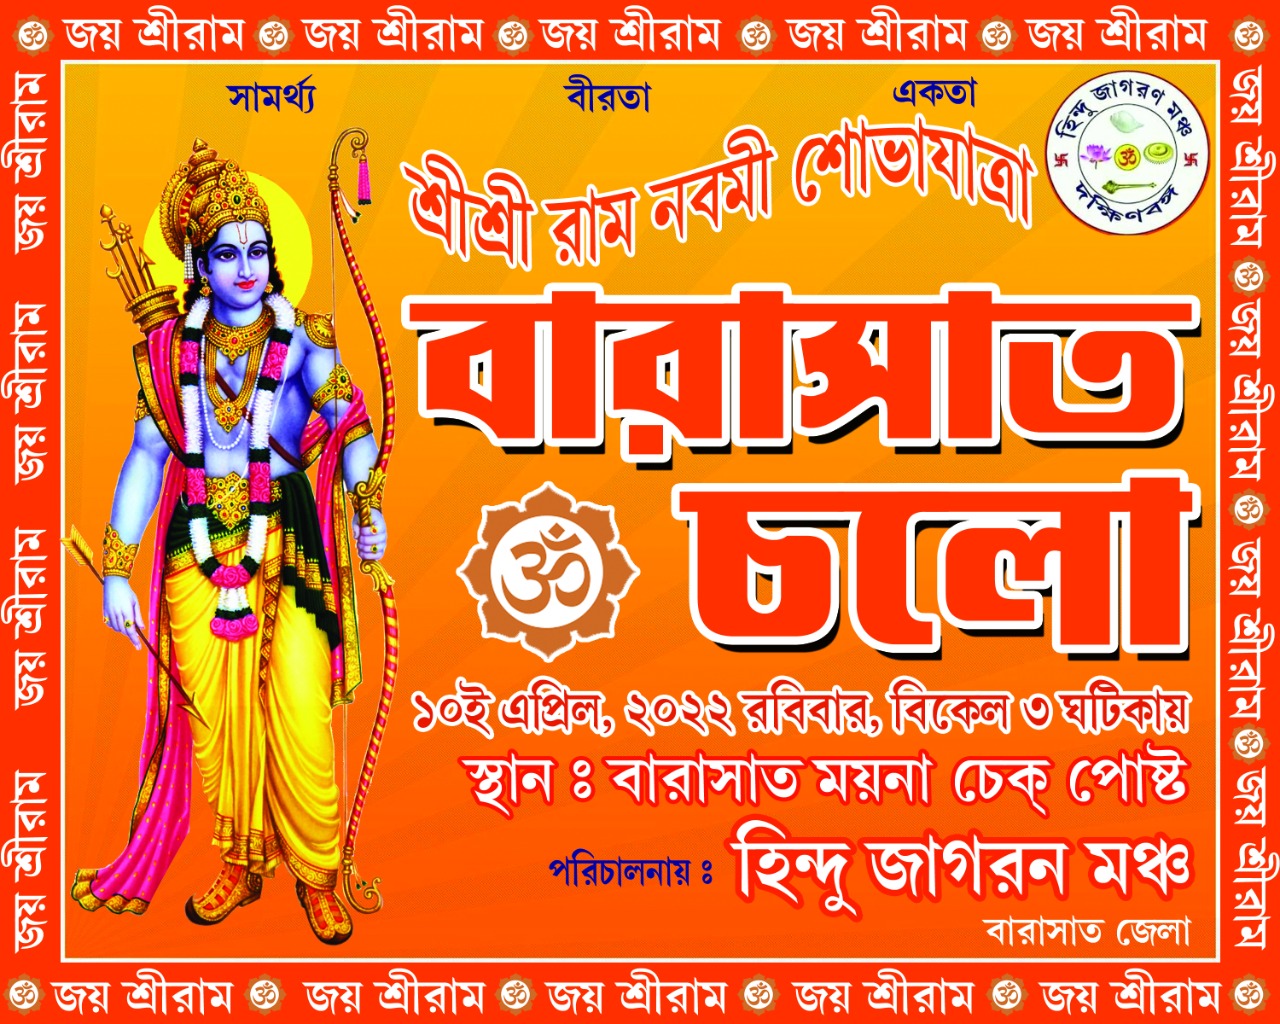 জয় শ্রীরাম জয় শ্রীরাম জয় শ্রীরাম জয় শ্রীরাম জয় শ্রীরাম
জয় শ্রীরাম জয় শ্রীরাম জয় শ্রীরাম জয় শ্রীরাম
সামর্থ্য বীরতা একতা
হিন্দু জাগরণ মঞ্চ
ॐ
দক্ষিণবঙ্গ
শ্রীশ্রী রাম নবমী শোভাযাত্রা
বারাসাত
ॐ চলো
১০ই এপ্রিল, ২০২২ রবিবার, বিকেল ৩ ঘটিকায়
স্থান ঃ বারাসাত ময়না চেক্ পোষ্ট
পরিচালনায় ঃ হিন্দু জাগরন মঞ্চ
বারাসাত জেলা
জয় শ্রীরাম জয় শ্রীরাম জয় শ্রীরাম জয় শ্রীরাম
জয় শ্রীরাম জয় শ্রীরাম জয় শ্রীরাম জয় শ্রীরাম জয় শ্রীরাম